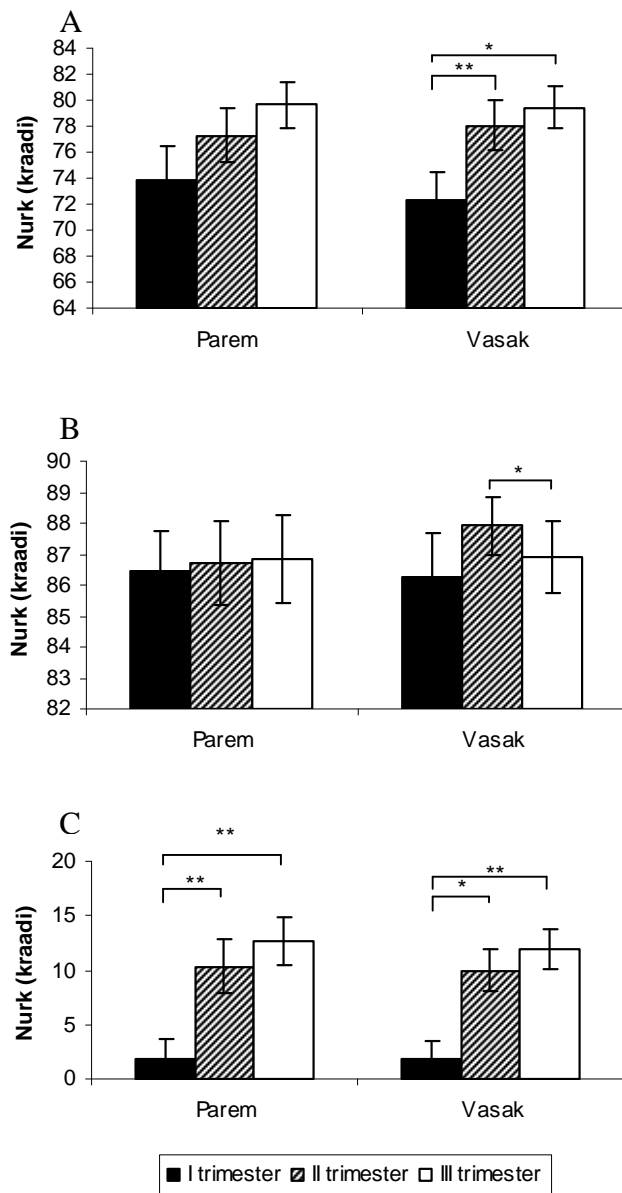 A
Nurk (kraadi)
80
78
76
74
72
70
68
66
64
*
**
Parem
Vasak
B
Nurk (kraadi)
90
89
88
87
86
85
84
83
82
*
Parem
Vasak
C
Nurk (kraadi)
20
15
10
5
0
**
**
**
*
Parem
Vasak
I trimester II trimester III trimester